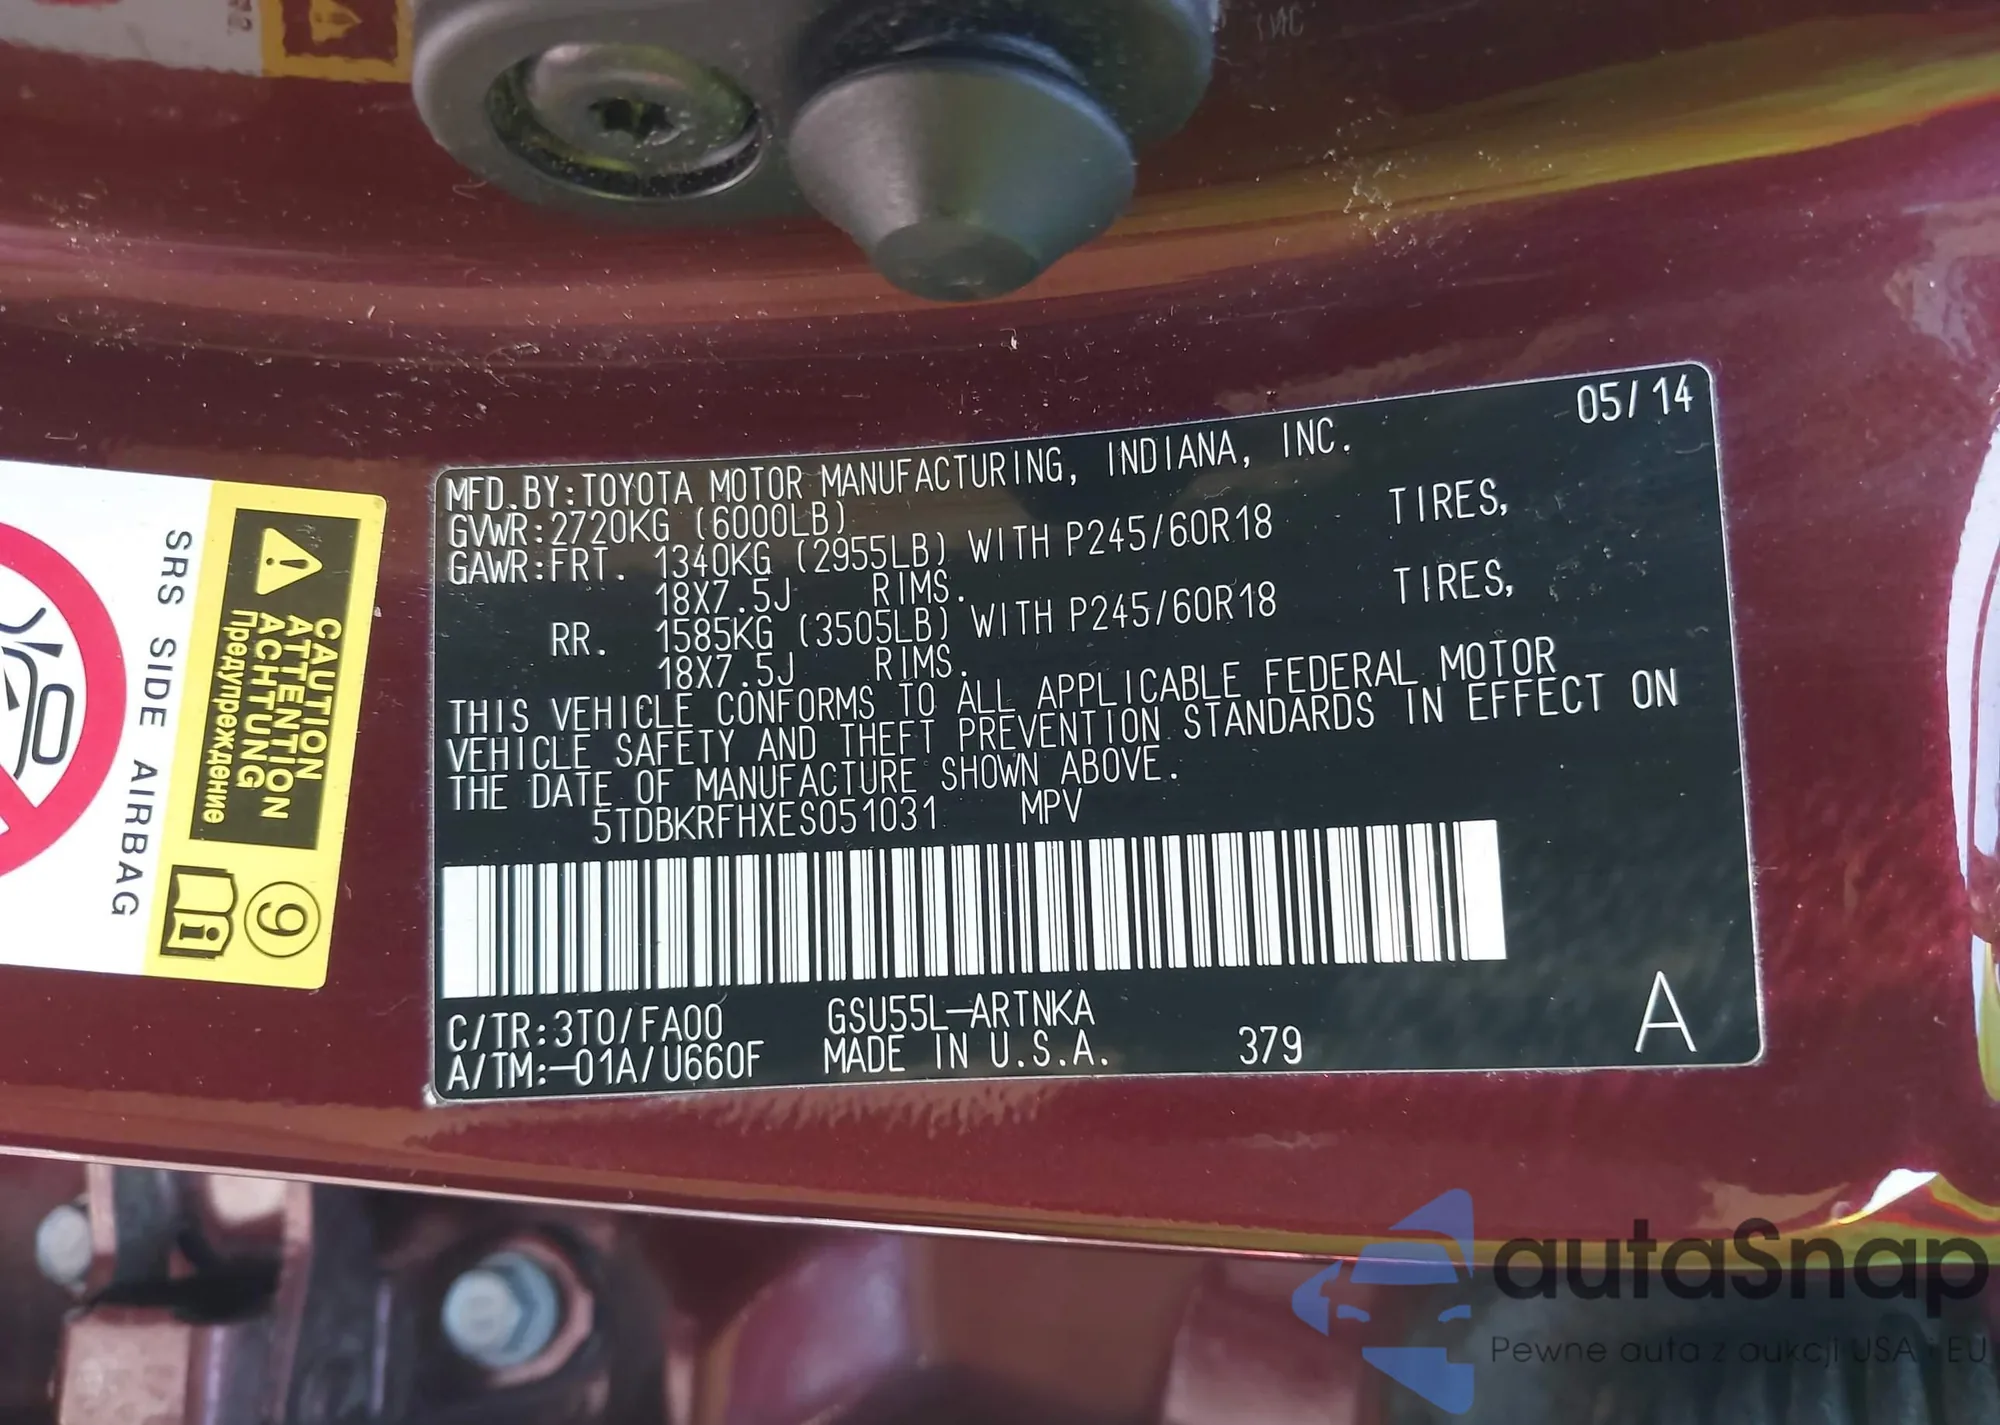 05/14
MFD.BY:TOYOTA MOTOR MANUFACTURING, INDIANA, INC.
GVWR:2720KG (6000LB)
GAWR:FRT. 1340KG (2955LB) WITH P245/60R18 TIRES,
18X7.5J RIMS.
RR. 1585KG (3505LB) WITH P245/60R18 TIRES,
18X7.5J RIMS.
THIS VEHICLE CONFORMS TO ALL APPLICABLE FEDERAL MOTOR
VEHICLE SAFETY AND THEFT PREVENTION STANDARDS IN EFFECT ON
THE DATE OF MANUFACTURE SHOWN ABOVE.
5TDBKRFHXES051031 MPV
C/TR:3T0/FA00 GSU55L-ARTNKA
A/TM:-01A/U660F MADE IN U.S.A. 379 A
CAUTION
ATTENTION
ACHTUNG
Предупреждение
9
SRS SIDE AIRBAG
autaSnap
Pewne auta z aukcji USA i EU